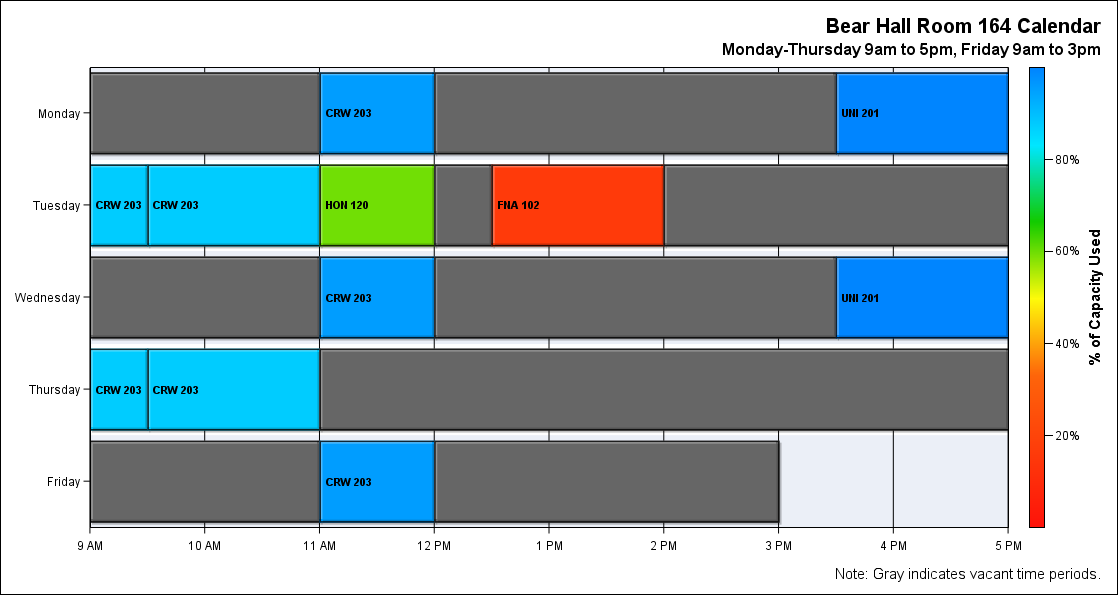 Bear Hall Room 164 Calendar
Monday-Thursday 9am to 5pm, Friday 9am to 3pm
Monday
CRW 203
UNI 201
Tuesday
CRW 203
CRW 203
HON 120
FNA 102
Wednesday
CRW 203
UNI 201
Thursday
CRW 203
CRW 203
Friday
CRW 203
9 AM
10 AM
11 AM
12 PM
1 PM
2 PM
3 PM
4 PM
5 PM
80%
60%
40%
20%
% of Capacity Used
Note: Gray indicates vacant time periods.